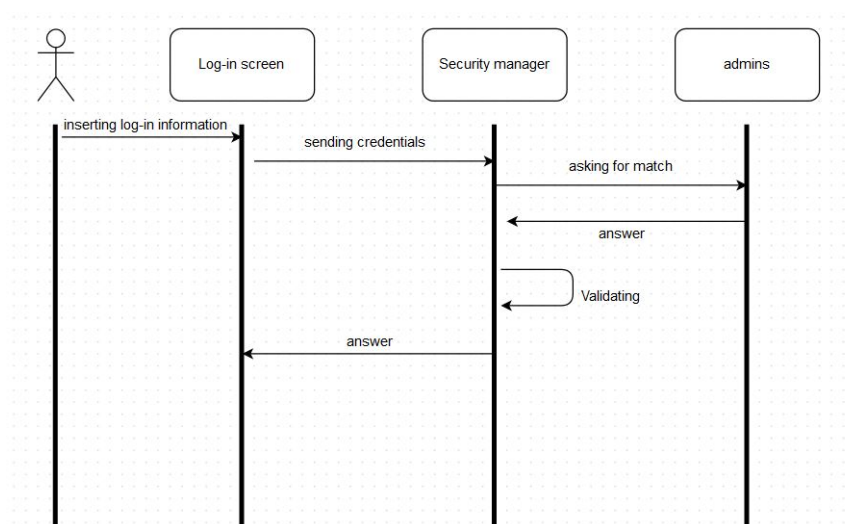 Log-in screen
Security manager
admins
inserting log-in information
sending credentials
asking for match
answer
Validating
answer